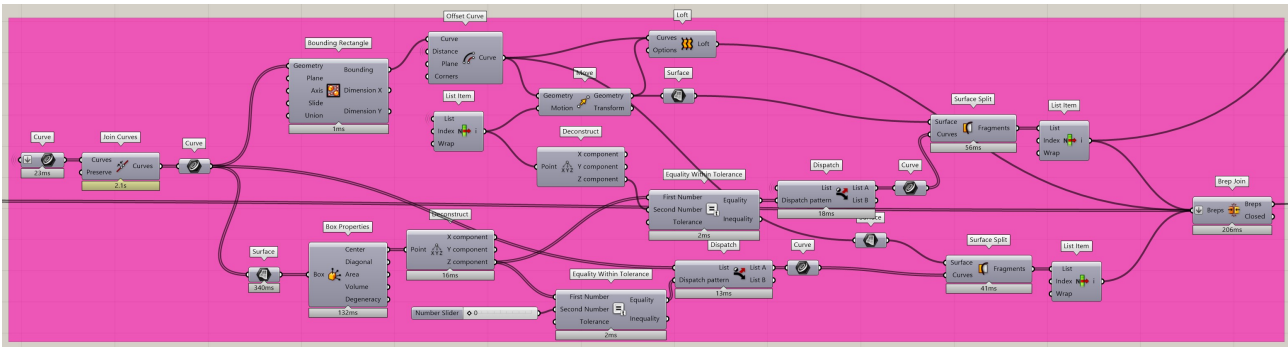 Offset Curve
Curve
Distance
Plane
Corners
Curve
Loft
Curves
Options
Loft
Bounding Rectangle
Geometry
Plane
Axis
Slide
Union
Bounding
Dimension X
Dimension Y
1ms
List Item
List
Index
Wrap
N
i
Move
Geometry
Motion
Geometry
Transform
Surface
Deconstruct
Point
XYZ
X component
Y component
Z component
Surface Split
Surface
Curves
Fragments
56ms
List Item
List
Index
Wrap
N
i
Curve
23ms
Join Curves
Curves
Preserve
Curves
2.1s
Curve
Equality Within Tolerance
First Number
Second Number
Tolerance
Equality
Inequality
2ms
Dispatch
List
Dispatch pattern
List A
List B
18ms
Curve
Brep Join
Breps
Breps
Closed
206ms
Surface
340ms
Box Properties
Box
Center
Diagonal
Area
Volume
Degeneracy
132ms
Deconstruct
Point
XYZ
X component
Y component
Z component
16ms
Number Slider
0
Equality Within Tolerance
First Number
Second Number
Tolerance
Equality
Inequality
2ms
Dispatch
List
Dispatch pattern
List A
List B
13ms
Curve
Surface Split
Surface
Curves
Fragments
41ms
List Item
List
Index
Wrap
N
i